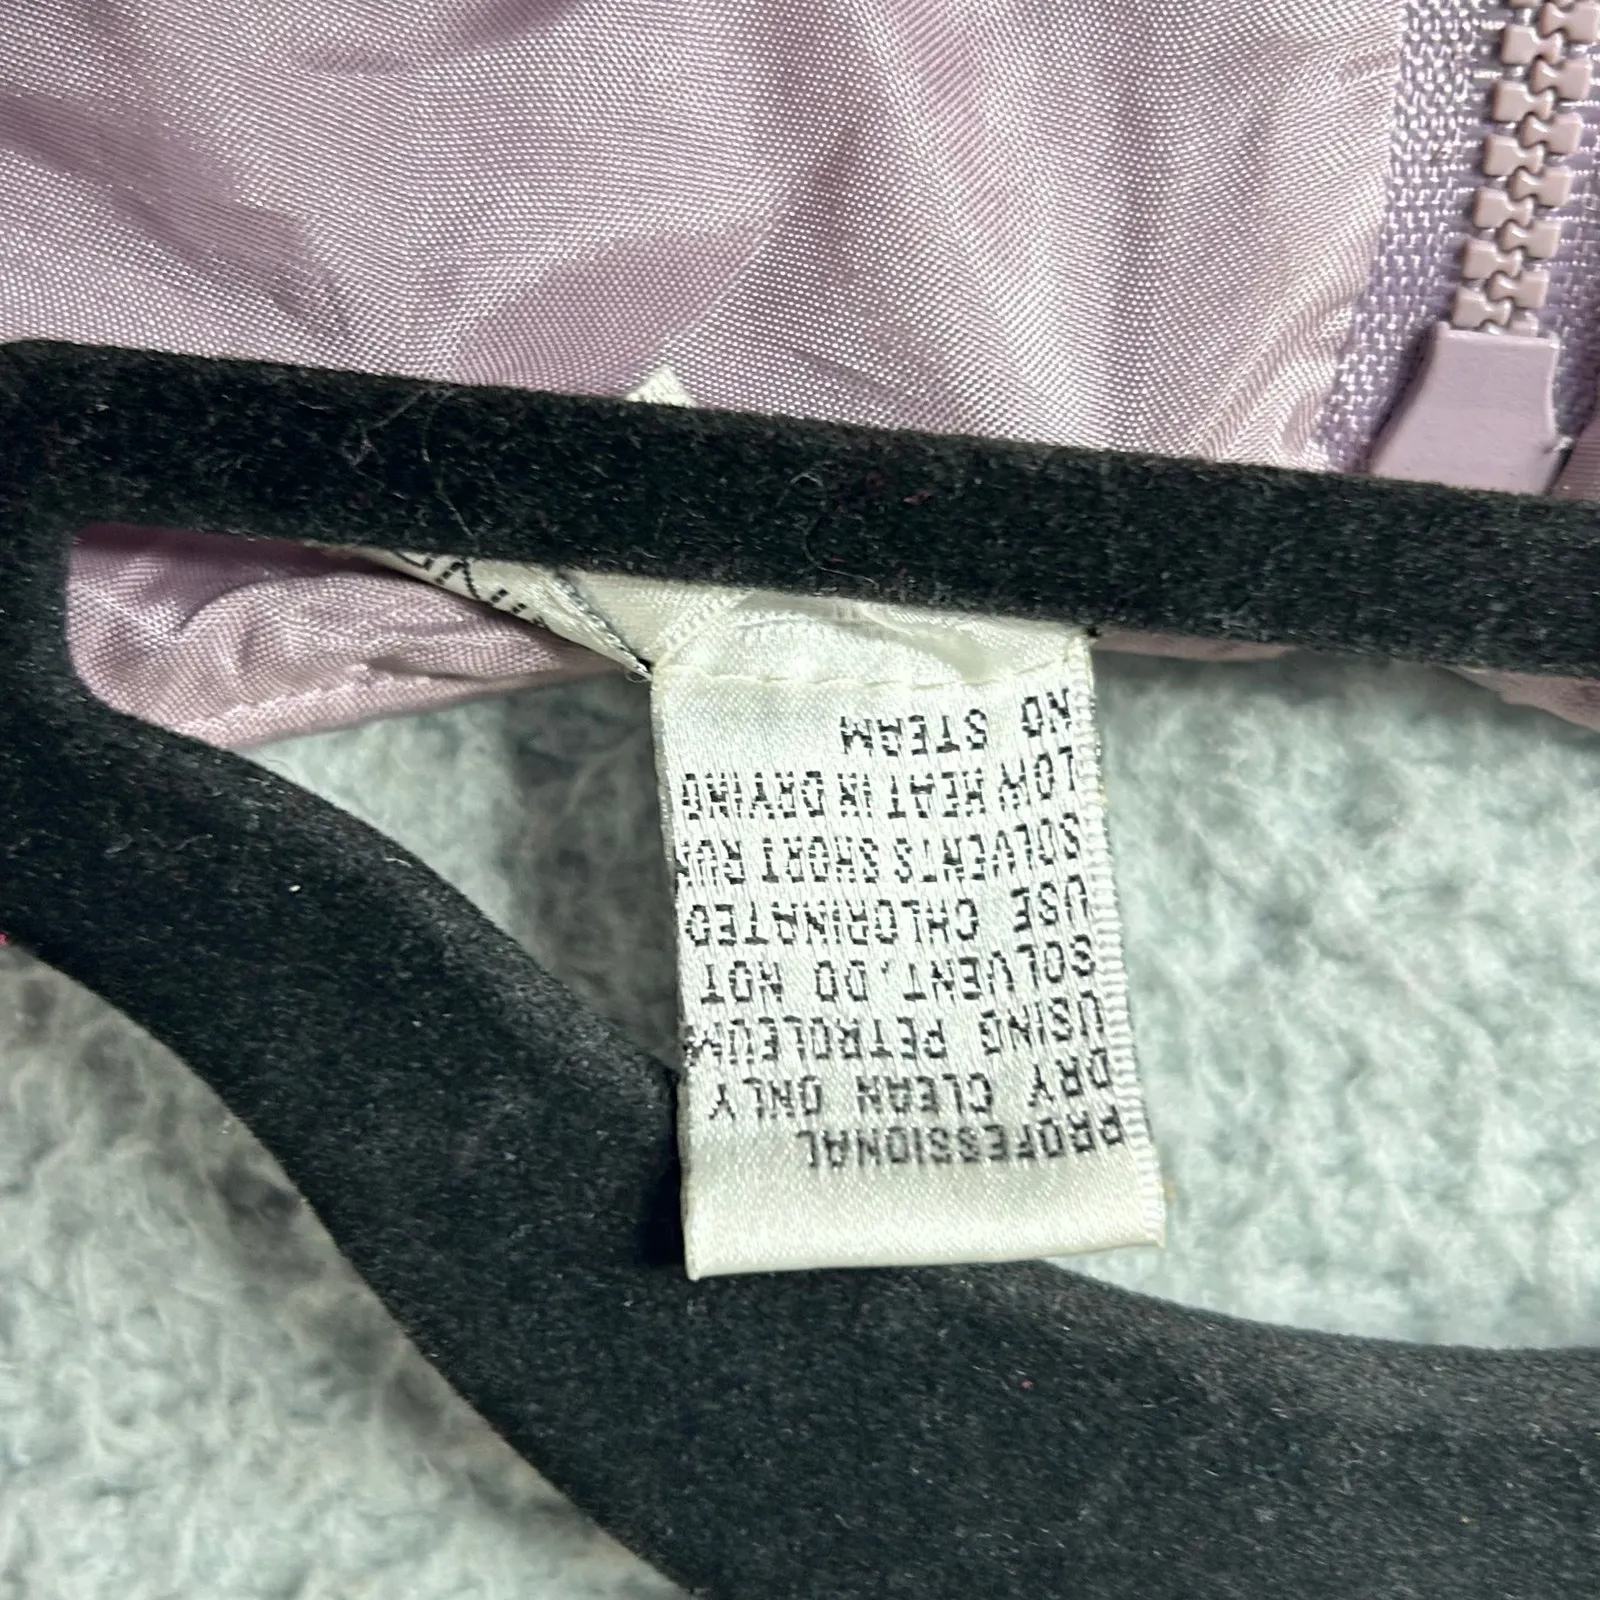 PROFESSIONAL
DRY CLEAN ONLY
USING PETROLEUM
SOLVENT, DO NOT
USE CHLORINATED
SOLVENTS SHORT RUN
LOW HEAT IN DRYING
NO STEAM